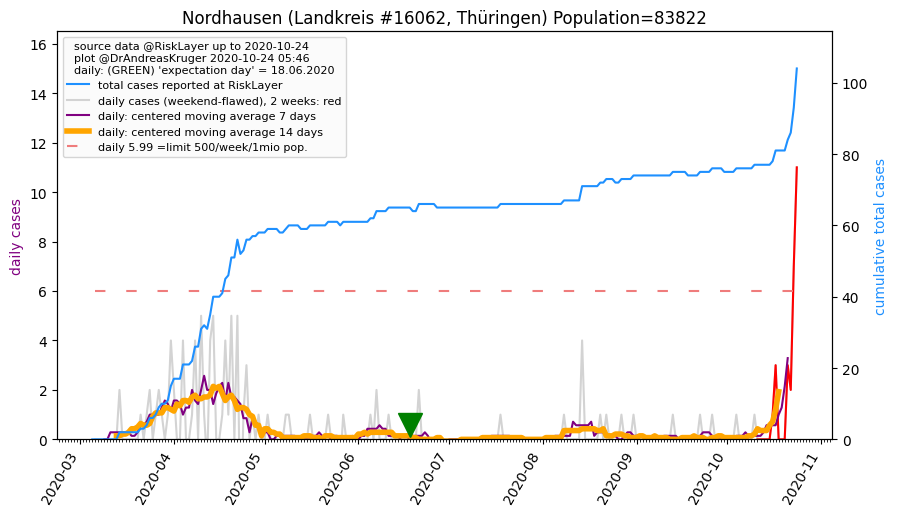 Nordhausen (Landkreis #16062, Thüringen) Population=83822
source data @RiskLayer up to 2020-10-24
plot @DrAndreasKruger 2020-10-24 05:46
daily: (GREEN) 'expectation day' = 18.06.2020
total cases reported at RiskLayer
daily cases (weekend-flawed), 2 weeks: red
daily: centered moving average 7 days
daily: centered moving average 14 days
daily 5.99 =limit 500/week/1mio pop.
daily cases
16
14
12
10
8
6
4
2
0
cumulative total cases
100
80
60
40
20
0
2020-03
2020-04
2020-05
2020-06
2020-07
2020-08
2020-09
2020-10
2020-11